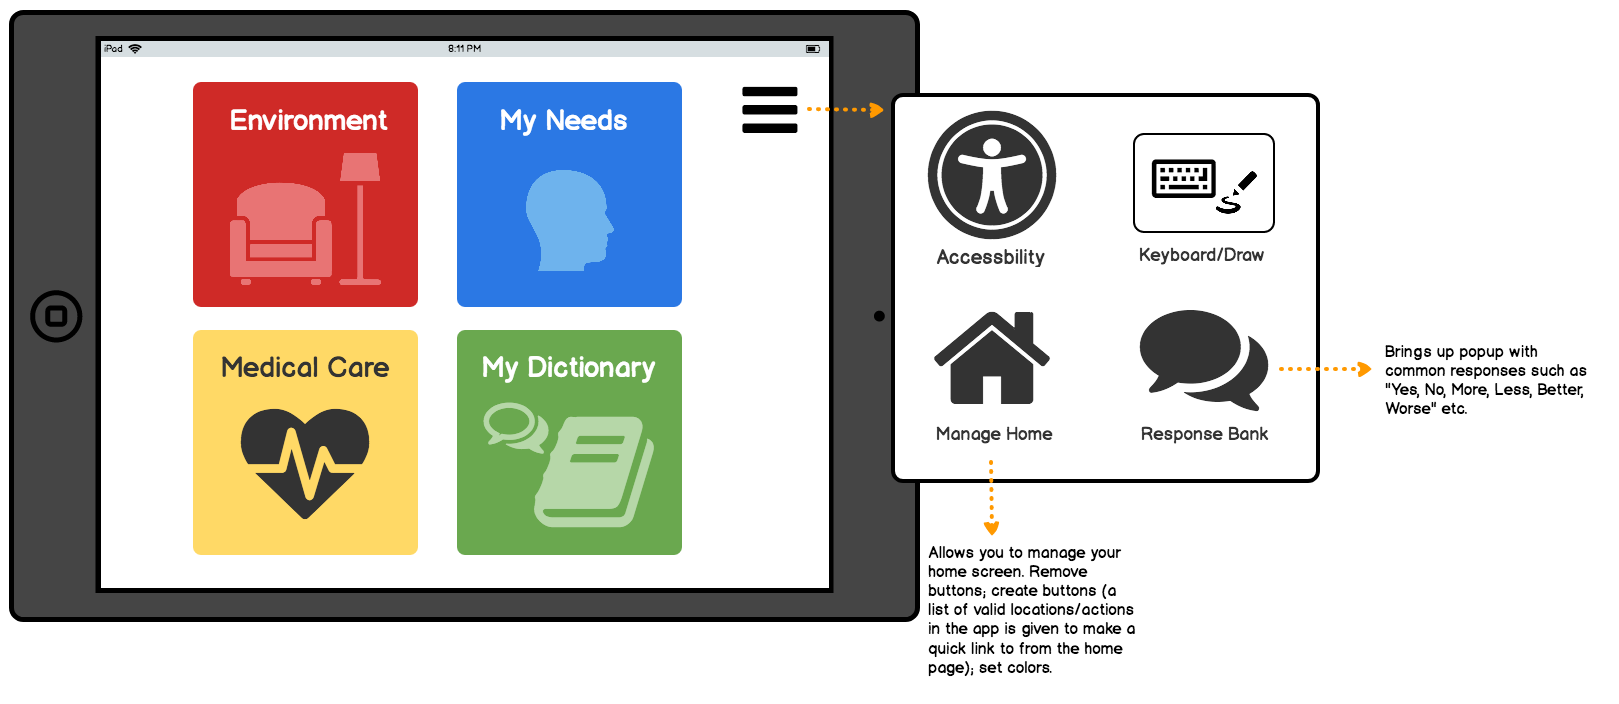 iPad
8:11 PM
Environment
My Needs
Medical Care
My Dictionary
Accessbility
Keyboard/Draw
Manage Home
Response Bank
Brings up popup with
common responses such as
"Yes, No, More, Less, Better,
Worse" etc.
Allows you to manage your
home screen. Remove
buttons; create buttons (a
list of valid locations/actions
in the app is given to make a
quick link to from the home
page); set colors.